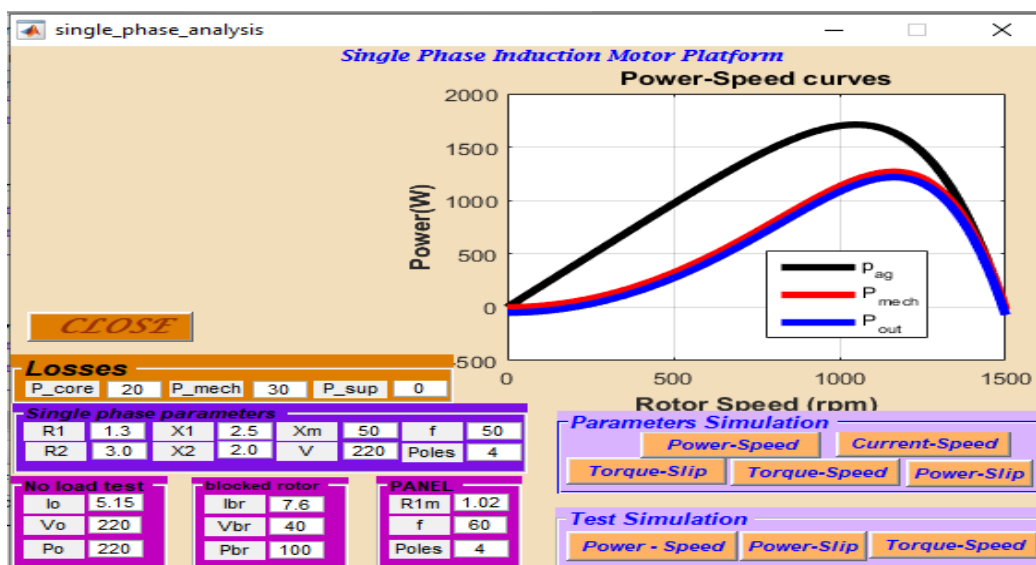 single_phase_analysis
Single Phase Induction Motor Platform
Power-Speed curves
2000
1500
1000
500
0
-500
Power(W)
0 500 1000 1500
Rotor Speed (rpm)
P_ag
P_mech
P_out
CLOSE
Losses
P_core 20 P_mech 30 P_sup 0
Single phase parameters
R1 1.3 X1 2.5 Xm 50 f 50
R2 3.0 X2 2.0 V 220 Poles 4
No load test
Io 5.15
Vo 220
Po 220
blocked rotor
Ibr 7.6
Vbr 40
Pbr 100
PANEL
R1m 1.02
f 60
Poles 4
Parameters Simulation
Power-Speed Current-Speed
Torque-Slip Torque-Speed Power-Slip
Test Simulation
Power - Speed Power-Slip Torque-Speed